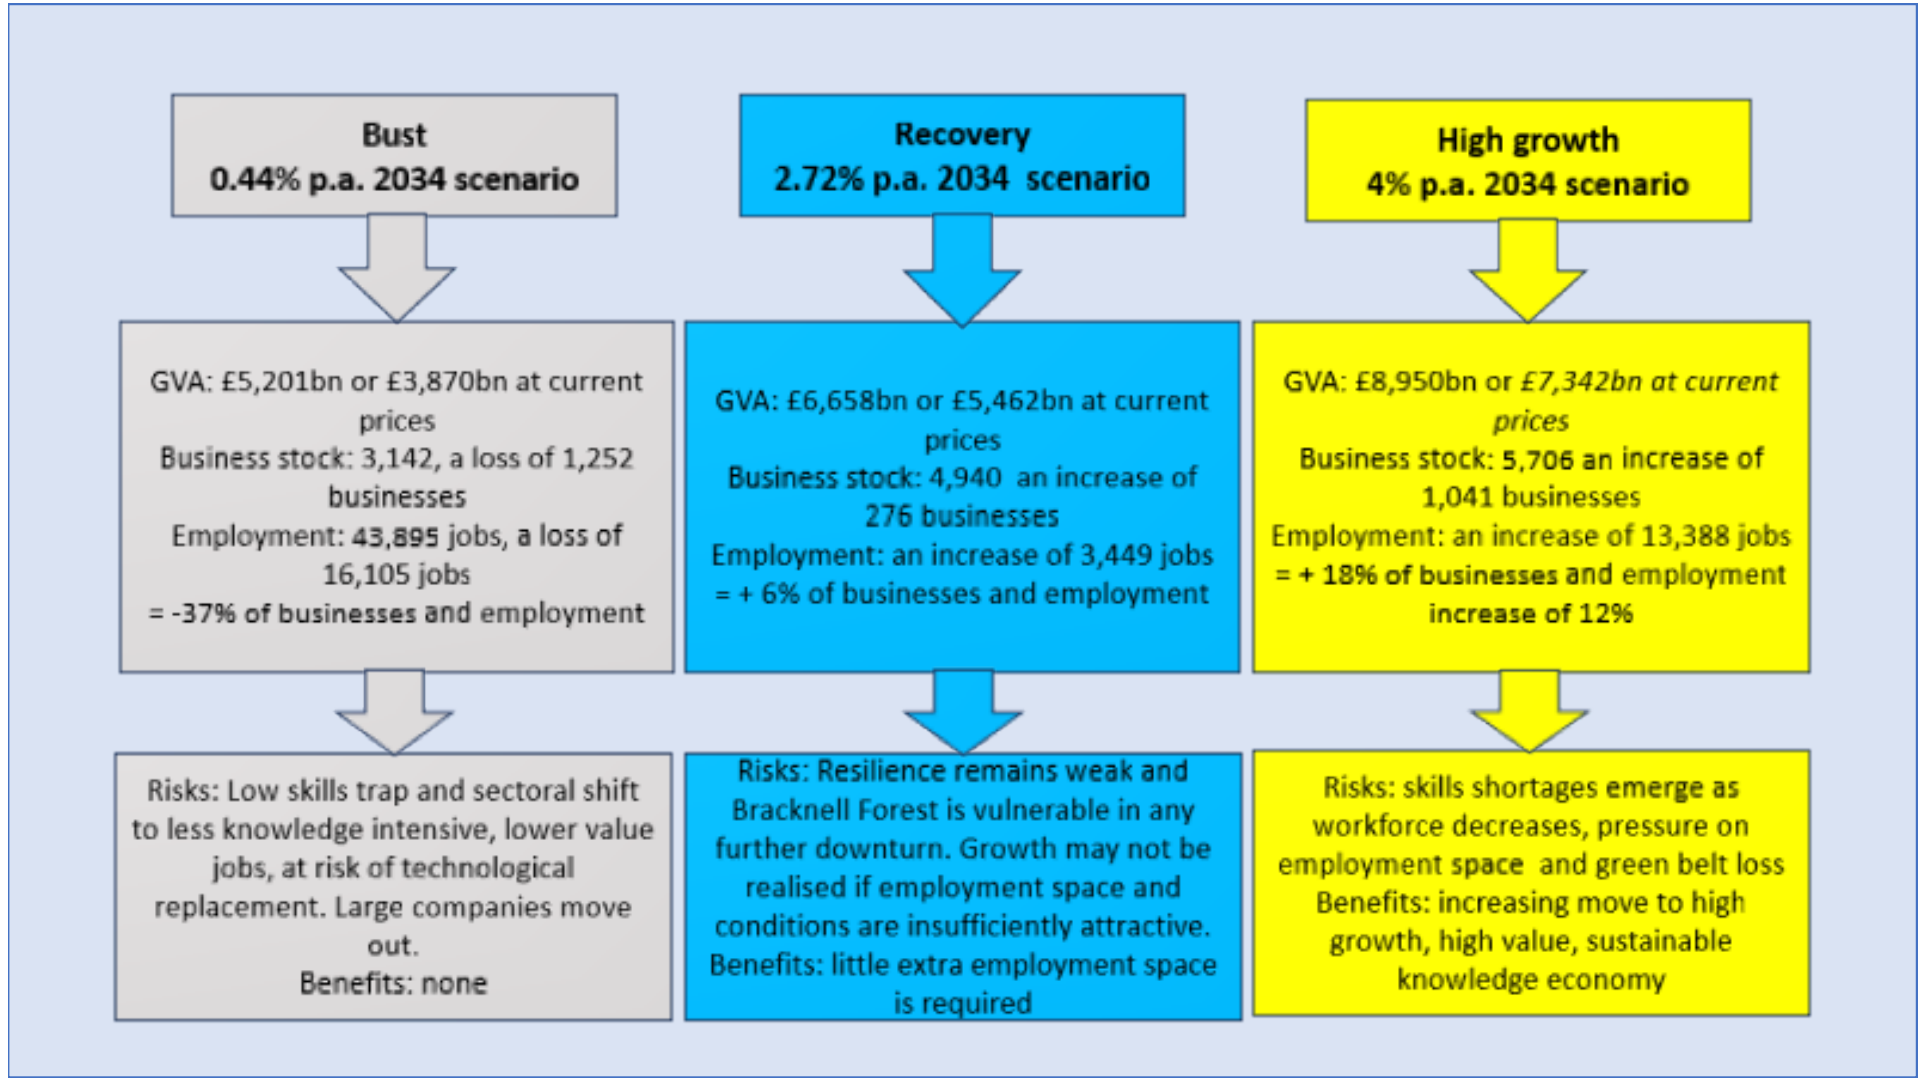 Bust
0.44% p.a. 2034 scenario
GVA: £5,201bn or £3,870bn at current
prices
Business stock: 3,142, a loss of 1,252
businesses
Employment: 43,895 jobs, a loss of
16,105 jobs
= -37% of businesses and employment
Risks: Low skills trap and sectoral shift
to less knowledge intensive, lower value
jobs, at risk of technological
replacement. Large companies move
out.
Benefits: none
Recovery
2.72% p.a. 2034 scenario
GVA: £6,658bn or £5,462bn at current
prices
Business stock: 4,940 an increase of
276 businesses
Employment: an increase of 3,449 jobs
= + 6% of businesses and employment
Risks: Resilience remains weak and
Bracknell Forest is vulnerable in any
further downturn. Growth may not be
realised if employment space and
conditions are insufficiently attractive.
Benefits: little extra employment space
is required
High growth
4% p.a. 2034 scenario
GVA: £8,950bn or £7,342bn at current
prices
Business stock: 5,706 an increase of
1,041 businesses
Employment: an increase of 13,388 jobs
= + 18% of businesses and employment
increase of 12%
Risks: skills shortages emerge as
workforce decreases, pressure on
employment space and green belt loss
Benefits: increasing move to high
growth, high value, sustainable
knowledge economy